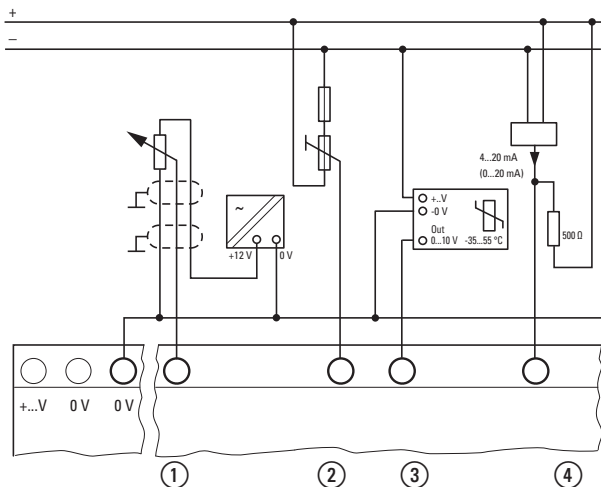 +
–
4...20 mA
(0...20 mA)
500 Ω
~
+12 V
0 V
+..V
-0 V
Out
0...10 V
-35...55 °C
+...V
0 V
0 V
1
2
3
4